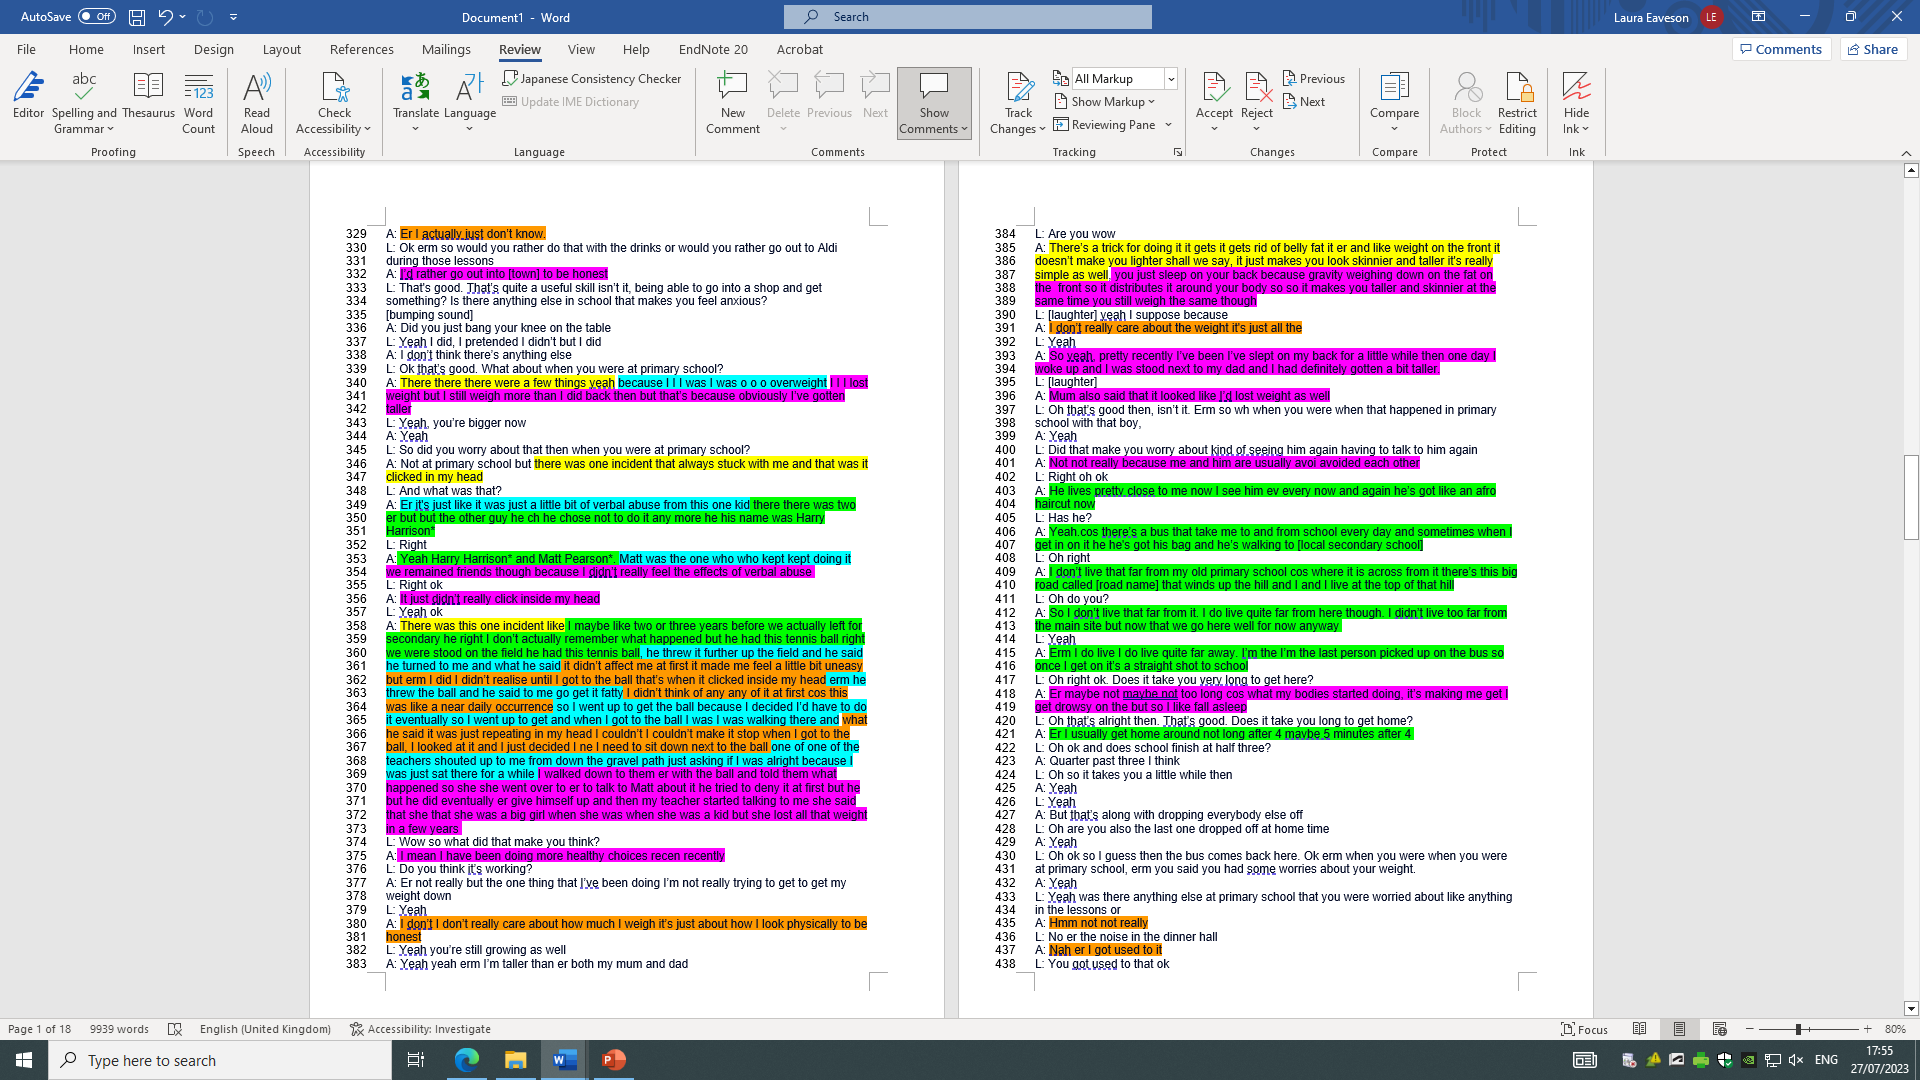 AutoSave Off Document1 - Word Search Laura Eaveson LE
File Home Insert Design Layout References Mailings Review View Help EndNote 20 Acrobat Comments Share
Editor
Spelling and Grammar
Thesaurus
Word Count
Proofing
Read Aloud
Speech
Check Accessibility
Accessibility
Translate
Language
Japanese Consistency Checker
Update IME Dictionary
Language
New Comment
Delete
Previous
Next
Show Comments
Comments
Track Changes
All Markup
Show Markup
Reviewing Pane
Tracking
Accept
Reject
Previous
Next
Changes
Compare
Compare
Block Authors
Restrict Editing
Protect
Hide Ink
Ink
329 A: Er I actually just don't know.
330 L: Ok erm so would you rather do that with the drinks or would you rather go out to Aldi
331 during those lessons
332 A: I'd rather go out into [town] to be honest
333 L: That's good. That's quite a useful skill isn't it, being able to go into a shop and get
334 something? Is there anything else in school that makes you feel anxious?
335 [bumping sound]
336 A: Did you just bang your knee on the table
337 L: Yeah I did, I pretended I didn't but I did
338 A: I don't think there's anything else
339 L: Ok that's good. What about when you were at primary school?
340 A: There there there were a few things yeah because I I I was I was o o o overweight I I I lost
341 weight but I still weigh more than I did back then but that's because obviously I've gotten
342 taller
343 L: Yeah, you're bigger now
344 A: Yeah
345 L: So did you worry about that then when you were at primary school?
346 A: Not at primary school but there was one incident that always stuck with me and that was it
347 clicked in my head
348 L: And what was that?
349 A: Er it's just like it was just a little bit of verbal abuse from this one kid there there was two
350 er but but the other guy he ch he chose not to do it any more he his name was Harry
351 Harrison*
352 L: Right
353 A: Yeah Harry Harrison* and Matt Pearson*. Matt was the one who who kept kept doing it
354 we remained friends though because I didn't really feel the effects of verbal abuse
355 L: Right ok
356 A: It just didn't really click inside my head
357 L: Yeah ok
358 A: There was this one incident like I maybe like two or three years before we actually left for
359 secondary he right I don't actually remember what happened but he had this tennis ball right
360 we were stood on the field he had this tennis ball, he threw it further up the field and he said
361 he turned to me and what he said it didn't affect me at first it made me feel a little bit uneasy
362 but erm I did I didn't realise until I got to the ball that's when it clicked inside my head erm he
363 threw the ball and he said to me go get it fatty I didn't think of any any of it at first cos this
364 was like a near daily occurrence so I went up to get the ball because I decided I'd have to do
365 it eventually so I went up to get and when I got to the ball I was I was walking there and what
366 he said it was just repeating in my head I couldn't I couldn't make it stop when I got to the
367 ball, I looked at it and I just decided I ne I need to sit down next to the ball one of one of the
368 teachers shouted up to me from down the gravel path just asking if I was alright because I
369 was just sat there for a while I walked down to them er with the ball and told them what
370 happened so she she went over to er to talk to Matt about it he tried to deny it at first but he
371 but he did eventually er give himself up and then my teacher started talking to me she said
372 that she that she was a big girl when she was when she was a kid but she lost all that weight
373 in a few years
374 L: Wow so what did that make you think?
375 A: I mean I have been doing more healthy choices recen recently
376 L: Do you think it's working?
377 A: Er not really but the one thing that I've been doing I'm not really trying to get to get my
378 weight down
379 L: Yeah
380 A: I don't I don't really care about how much I weigh it's just about how I look physically to be
381 honest
382 L: Yeah you're still growing as well
383 A: Yeah yeah erm I'm taller than er both my mum and dad
384 L: Are you wow
385 A: There's a trick for doing it it gets it gets rid of belly fat it er and like weight on the front it
386 doesn't make you lighter shall we say, it just makes you look skinnier and taller it's really
387 simple as well, you just sleep on your back because gravity weighing down on the fat on
388 the front so it distributes it around your body so so it makes you taller and skinnier at the
389 same time you still weigh the same though
390 L: [laughter] yeah I suppose because
391 A: I don't really care about the weight it's just all the
392 L: Yeah
393 A: So yeah, pretty recently I've been I've slept on my back for a little while then one day I
394 woke up and I was stood next to my dad and I had definitely gotten a bit taller.
395 L: [laughter]
396 A: Mum also said that it looked like I'd lost weight as well
397 L: Oh that's good then, isn't it. Erm so wh when you were when that happened in primary
398 school with that boy,
399 A: Yeah
400 L: Did that make you worry about kind of seeing him again having to talk to him again
401 A: Not not really because me and him are usually avoi avoided each other
402 L: Right oh ok
403 A: He lives pretty close to me now I see him ev every now and again he's got like an afro
404 haircut now
405 L: Has he?
406 A: Yeah cos there's a bus that take me to and from school every day and sometimes when I
407 get in on it he he's got his bag and he's walking to [local secondary school]
408 L: Oh right
409 A: I don't live that far from my old primary school cos where it is across from it there's this big
410 road called [road name] that winds up the hill and I and I live at the top of that hill
411 L: Oh do you?
412 A: So I don't live that far from it. I do live quite far from here though. I didn't live too far from
413 the main site but now that we go here well for now anyway
414 L: Yeah
415 A: Erm I do live I do live quite far away. I'm the I'm the last person picked up on the bus so
416 once I get on it's a straight shot to school
417 L: Oh right ok. Does it take you very long to get here?
418 A: Er maybe not maybe not too long cos what my bodies started doing, it's making me get I
419 get drowsy on the but so I like fall asleep
420 L: Oh that's alright then. That's good. Does it take you long to get home?
421 A: Er I usually get home around not long after 4 maybe 5 minutes after 4
422 L: Oh ok and does school finish at half three?
423 A: Quarter past three I think
424 L: Oh so it takes you a little while then
425 A: Yeah
426 L: Yeah
427 A: But that's along with dropping everybody else off
428 L: Oh are you also the last one dropped off at home time
429 A: Yeah
430 L: Oh ok so I guess then the bus comes back here. Ok erm when you were when you were
431 at primary school, erm you said you had some worries about your weight.
432 A: Yeah
433 L: Yeah was there anything else at primary school that you were worried about like anything
434 in the lessons or
435 A: Hmm not not really
436 L: No er the noise in the dinner hall
437 A: Nah er I got used to it
438 L: You got used to that ok
Page 1 of 18 9939 words English (United Kingdom) Accessibility: Investigate Focus 80%
Type here to search ENG 17:55
27/07/2023